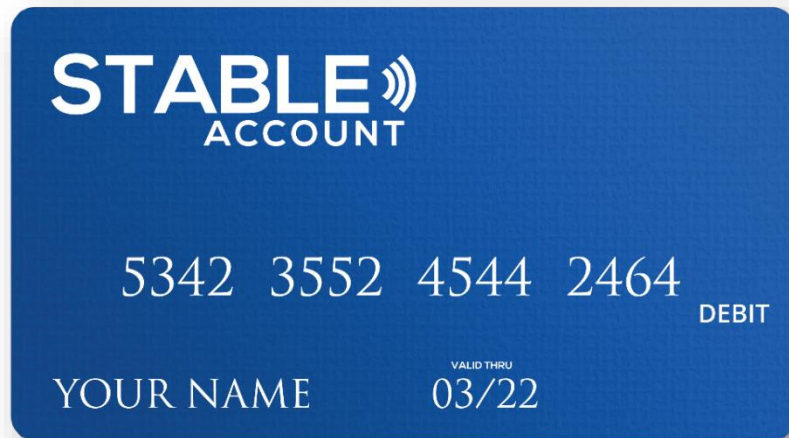 STABLE
ACCOUNT
5342 3552 4544 2464
DEBIT
VALID THRU
YOUR NAME 03/22